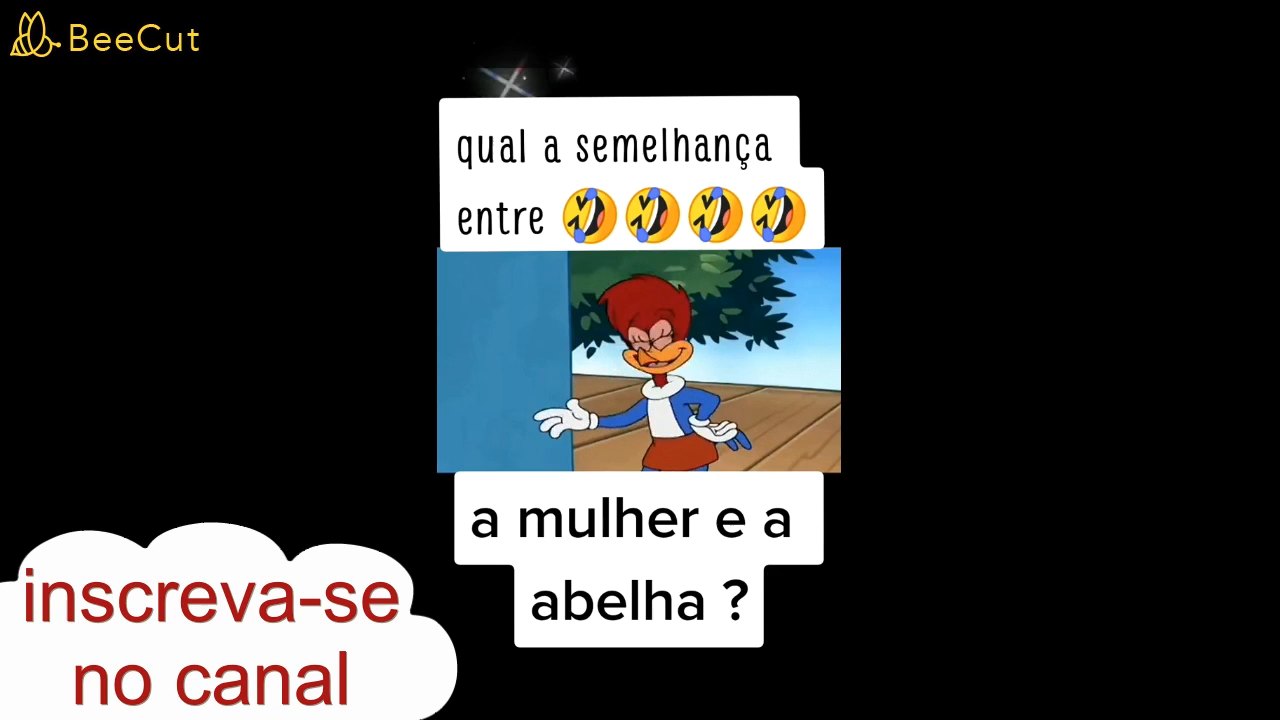 BeeCut
qual a semelhança
entre 🤣🤣🤣🤣
a mulher e a
abelha ?
inscreva-se
no canal